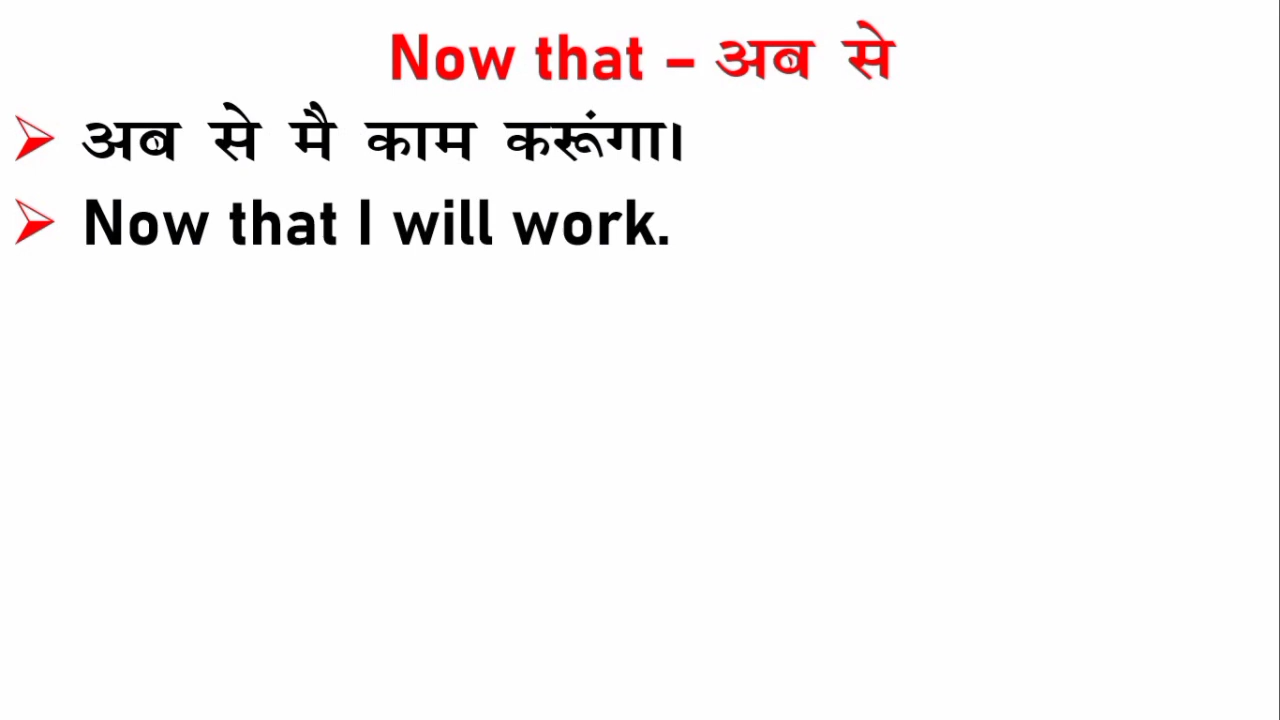 Now that – अब से
अब से मै काम करूंगा।
Now that I will work.